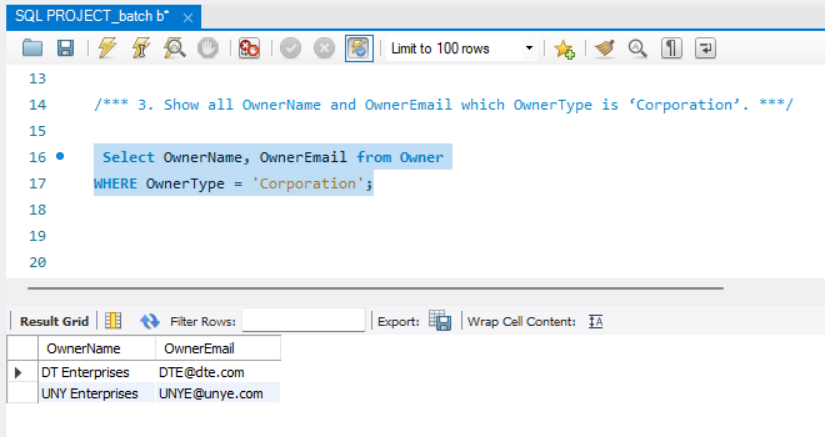 SQL PROJECT_batch b*
Limit to 100 rows
13
14 /*** 3. Show all OwnerName and OwnerEmail which OwnerType is ‘Corporation’. ***/
15
16 Select OwnerName, OwnerEmail from Owner
17 WHERE OwnerType = 'Corporation';
18
19
20
Result Grid Filter Rows: Export: Wrap Cell Content:
OwnerName OwnerEmail
DT Enterprises DTE@dte.com
UNY Enterprises UNYE@unye.com